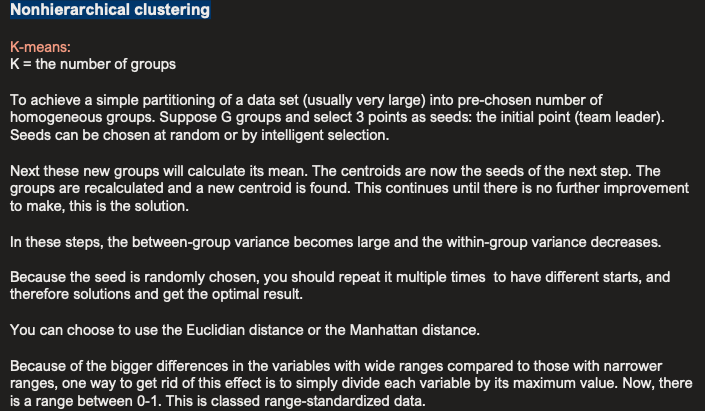 Nonhierarchical clustering
K-means:
K = the number of groups
To achieve a simple partitioning of a data set (usually very large) into pre-chosen number of
homogeneous groups. Suppose G groups and select 3 points as seeds: the initial point (team leader).
Seeds can be chosen at random or by intelligent selection.
Next these new groups will calculate its mean. The centroids are now the seeds of the next step. The
groups are recalculated and a new centroid is found. This continues until there is no further improvement
to make, this is the solution.
In these steps, the between-group variance becomes large and the within-group variance decreases.
Because the seed is randomly chosen, you should repeat it multiple times  to have different starts, and
therefore solutions and get the optimal result.
You can choose to use the Euclidian distance or the Manhattan distance.
Because of the bigger differences in the variables with wide ranges compared to those with narrower
ranges, one way to get rid of this effect is to simply divide each variable by its maximum value. Now, there
is a range between 0-1. This is classed range-standardized data.